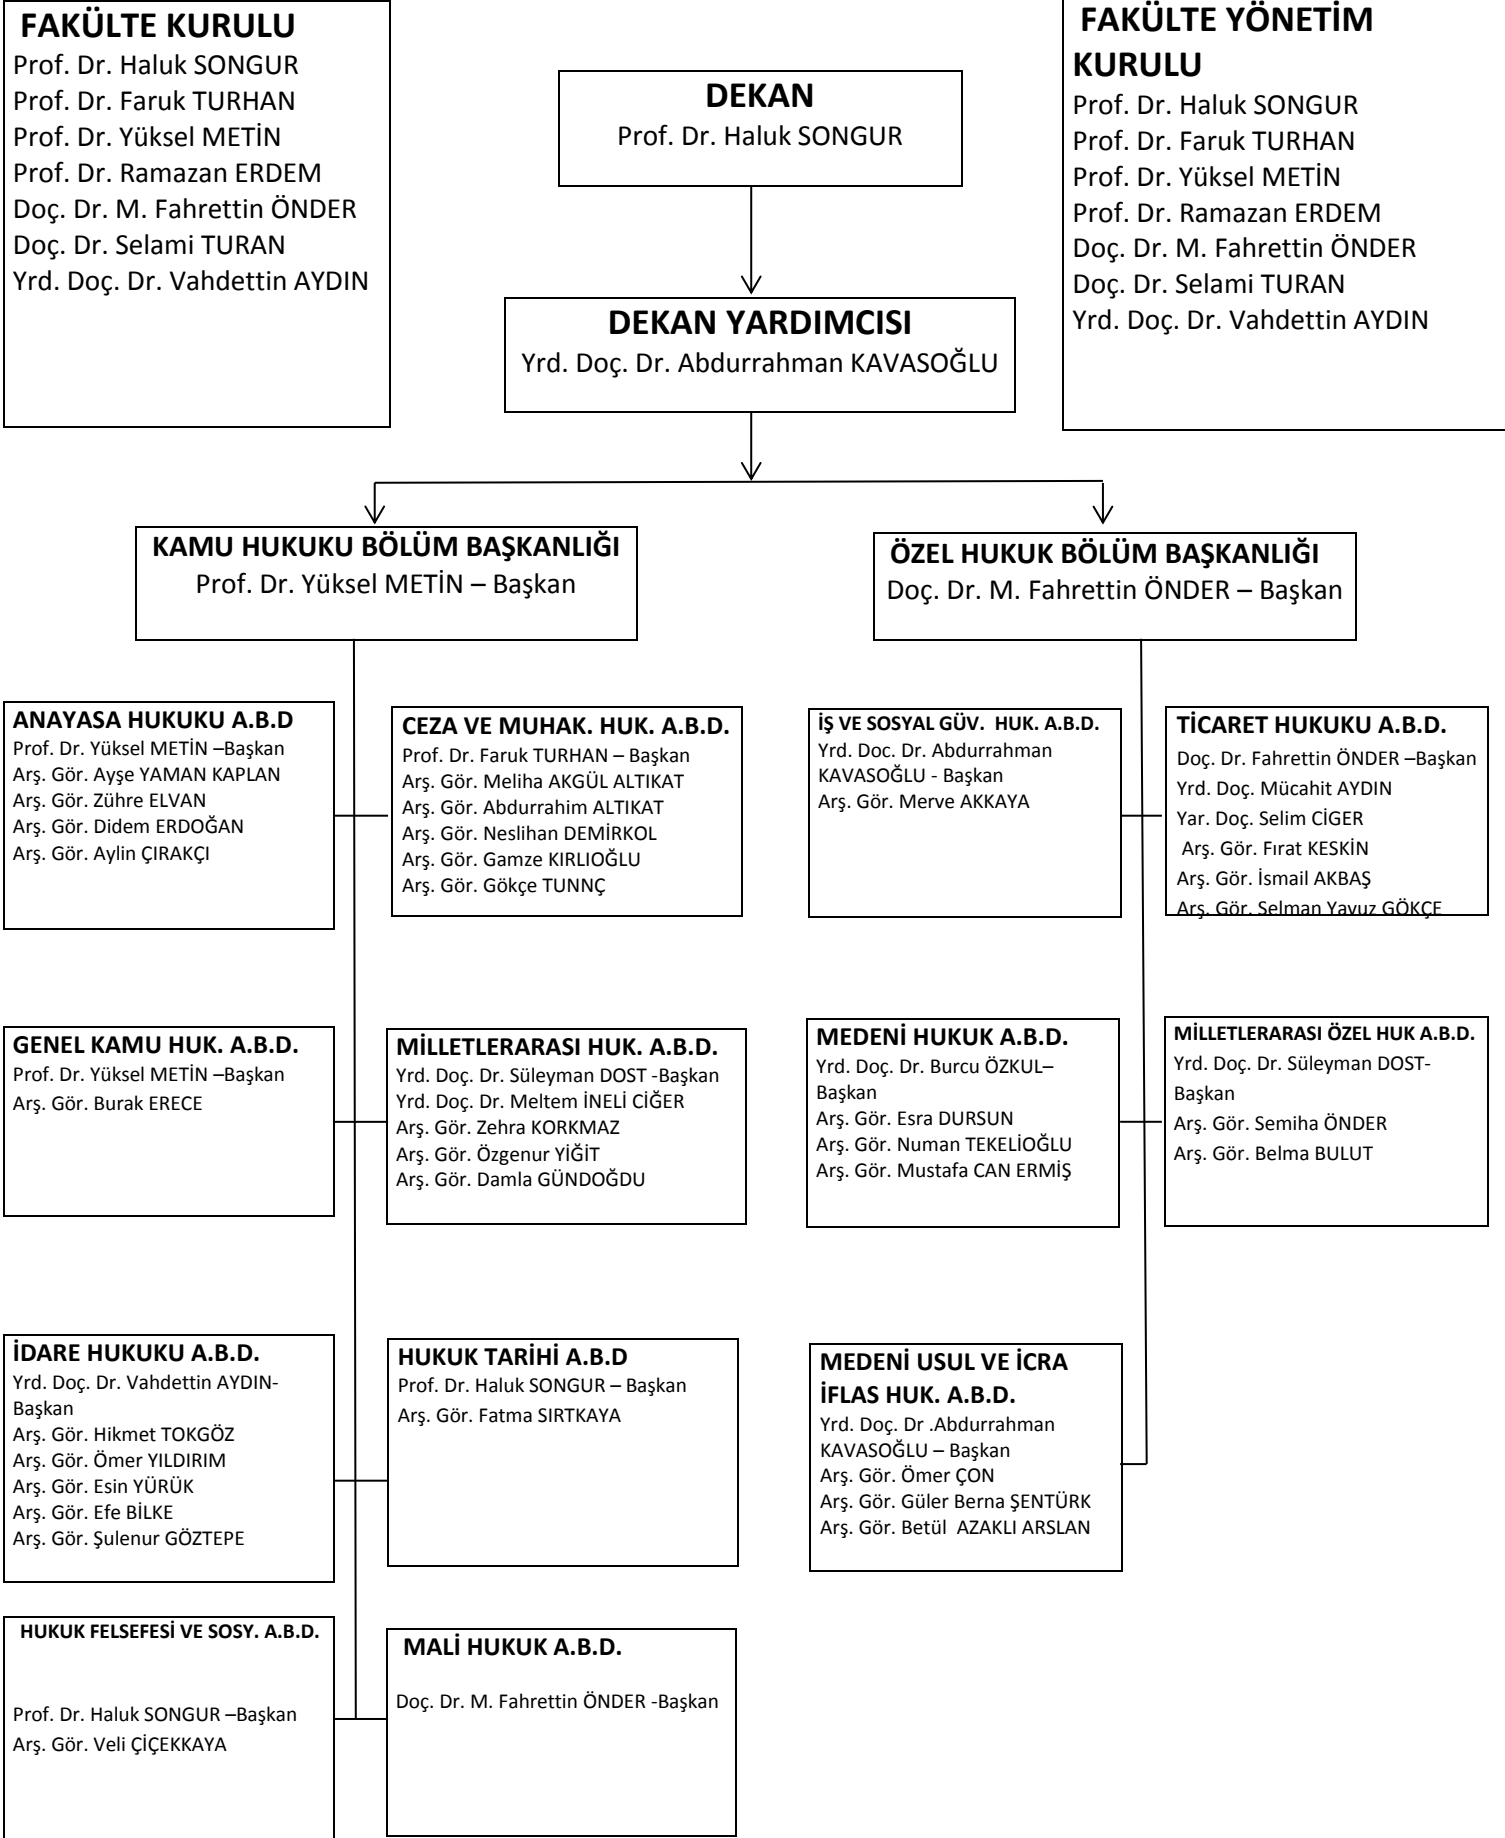 FAKÜLTE KURULU
Prof. Dr. Haluk SONGUR
Prof. Dr. Faruk TURHAN
Prof. Dr. Yüksel METİN
Prof. Dr. Ramazan ERDEM
Doç. Dr. M. Fahrettin ÖNDER
Doç. Dr. Selami TURAN
Yrd. Doç. Dr. Vahdettin AYDIN
DEKAN
Prof. Dr. Haluk SONGUR
FAKÜLTE YÖNETİM
KURULU
Prof. Dr. Haluk SONGUR
Prof. Dr. Faruk TURHAN
Prof. Dr. Yüksel METİN
Prof. Dr. Ramazan ERDEM
Doç. Dr. M. Fahrettin ÖNDER
Doç. Dr. Selami TURAN
Yrd. Doç. Dr. Vahdettin AYDIN
DEKAN YARDIMCISI
Yrd. Doç. Dr. Abdurrahman KAVASOĞLU
KAMU HUKUKU BÖLÜM BAŞKANLIĞI
Prof. Dr. Yüksel METİN – Başkan
ÖZEL HUKUK BÖLÜM BAŞKANLIĞI
Doç. Dr. M. Fahrettin ÖNDER – Başkan
ANAYASA HUKUKU A.B.D
Prof. Dr. Yüksel METİN –Başkan
Arş. Gör. Ayşe YAMAN KAPLAN
Arş. Gör. Zühre ELVAN
Arş. Gör. Didem ERDOĞAN
Arş. Gör. Aylin ÇIRAKÇI
CEZA VE MUHAK. HUK. A.B.D.
Prof. Dr. Faruk TURHAN – Başkan
Arş. Gör. Meliha AKGÜL ALTIKAT
Arş. Gör. Abdurrahim ALTIKAT
Arş. Gör. Neslihan DEMİRKOL
Arş. Gör. Gamze KIRLIOĞLU
Arş. Gör. Gökçe TUNNÇ
İŞ VE SOSYAL GÜV. HUK. A.B.D.
Yrd. Doc. Dr. Abdurrahman
KAVASOĞLU - Başkan
Arş. Gör. Merve AKKAYA
TİCARET HUKUKU A.B.D.
Doç. Dr. Fahrettin ÖNDER –Başkan
Yrd. Doç. Mücahit AYDIN
Yar. Doç. Selim CİGER
Arş. Gör. Fırat KESKİN
Arş. Gör. İsmail AKBAŞ
Arş. Gör. Selman Yavuz GÖKÇE
GENEL KAMU HUK. A.B.D.
Prof. Dr. Yüksel METİN –Başkan
Arş. Gör. Burak ERECE
MİLLETLERARASI HUK. A.B.D.
Yrd. Doç. Dr. Süleyman DOST -Başkan
Yrd. Doç. Dr. Meltem İNELİ CİĞER
Arş. Gör. Zehra KORKMAZ
Arş. Gör. Özgenur YİĞİT
Arş. Gör. Damla GÜNDOĞDU
MEDENİ HUKUK A.B.D.
Yrd. Doç. Dr. Burcu ÖZKUL–
Başkan
Arş. Gör. Esra DURSUN
Arş. Gör. Numan TEKELİOĞLU
Arş. Gör. Mustafa CAN ERMİŞ
MİLLETLERARASI ÖZEL HUK A.B.D.
Yrd. Doç. Dr. Süleyman DOST-
Başkan
Arş. Gör. Semiha ÖNDER
Arş. Gör. Belma BULUT
İDARE HUKUKU A.B.D.
Yrd. Doç. Dr. Vahdettin AYDIN-
Başkan
Arş. Gör. Hikmet TOKGÖZ
Arş. Gör. Ömer YILDIRIM
Arş. Gör. Esin YÜRÜK
Arş. Gör. Efe BİLKE
Arş. Gör. Şulenur GÖZTEPE
HUKUK TARİHİ A.B.D
Prof. Dr. Haluk SONGUR – Başkan
Arş. Gör. Fatma SIRTKAYA
MEDENİ USUL VE İCRA
İFLAS HUK. A.B.D.
Yrd. Doç. Dr .Abdurrahman
KAVASOĞLU – Başkan
Arş. Gör. Ömer ÇON
Arş. Gör. Güler Berna ŞENTÜRK
Arş. Gör. Betül AZAKLI ARSLAN
HUKUK FELSEFESİ VE SOSY. A.B.D.
Prof. Dr. Haluk SONGUR –Başkan
Arş. Gör. Veli ÇİÇEKKAYA
MALİ HUKUK A.B.D.
Doç. Dr. M. Fahrettin ÖNDER -Başkan